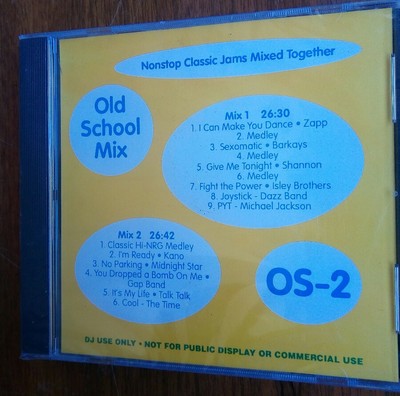 Nonstop Classic Jams Mixed Together
Old
School
Mix
Mix 1 26:30
1. I Can Make You Dance • Zapp
2. Medley
3. Sexomatic • Barkays
4. Medley
5. Give Me Tonight • Shannon
6. Medley
7. Fight the Power • Isley Brothers
8. Joystick - Dazz Band
9. PYT - Michael Jackson
Mix 2 26:42
1. Classic Hi-NRG Medley
2. I'm Ready • Kano
3. No Parking • Midnight Star
4. You Dropped a Bomb On Me •
Gap Band
5. It's My Life • Talk Talk
6. Cool - The Time
OS-2
DJ USE ONLY • NOT FOR PUBLIC DISPLAY OR COMMERCIAL USE